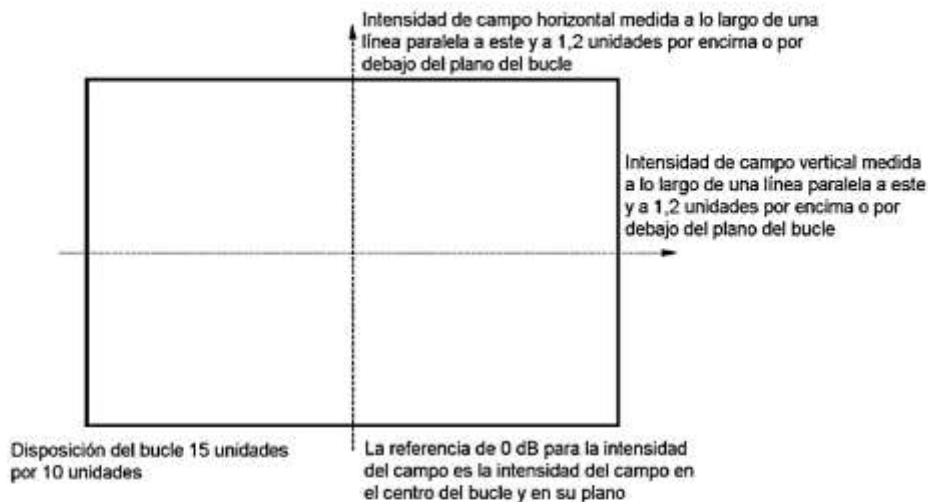 Intensidad de campo horizontal medida a lo largo de una
línea paralela a este y a 1,2 unidades por encima o por
debajo del plano del bucle
Intensidad de campo vertical medida
a lo largo de una línea paralela a este
y a 1,2 unidades por encima o por
debajo del plano del bucle
Disposición del bucle 15 unidades
por 10 unidades
La referencia de 0 dB para la intensidad
del campo es la intensidad del campo en
el centro del bucle y en su plano